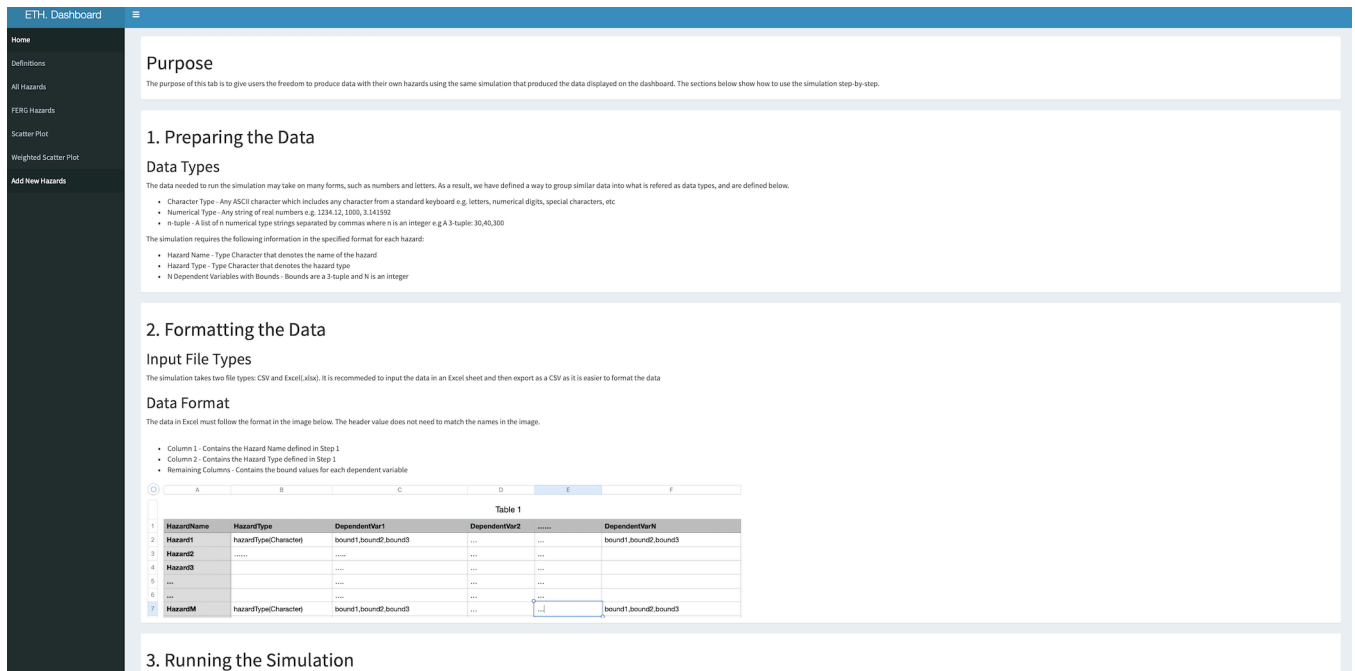 ETH. Dashboard
Home
Definitions
All Hazards
FERG Hazards
Scatter Plot
Weighted Scatter Plot
Add New Hazards
Purpose
The purpose of this tab is to give users the freedom to produce data with their own hazards using the same simulation that produced the data displayed on the dashboard. The sections below show how to use the simulation step-by-step.
1. Preparing the Data
Data Types
The data needed to run the simulation may take on many forms, such as numbers and letters. As a result, we have defined a way to group similar data into what is refered as data types, and are defined below.
• Character Type - Any ASCII character which includes any character from a standard keyboard e.g. letters, numerical digits, special characters, etc
• Numerical Type - Any string of real numbers e.g. 1234.12, 1000, 3.141592
• n-tuple - A list of n numerical type strings separated by commas where n is an integer e.g A 3-tuple: 30,40,300
The simulation requires the following information in the specified format for each hazard:
• Hazard Name - Type Character that denotes the name of the hazard
• Hazard Type - Type Character that denotes the hazard type
• N Dependent Variables with Bounds - Bounds are a 3-tuple and N is an integer
2. Formatting the Data
Input File Types
The simulation takes two file types: CSV and Excel(.xlsx). It is recommeded to input the data in an Excel sheet and then export as a CSV as it is easier to format the data
Data Format
The data in Excel must follow the format in the image below. The header value does not need to match the names in the image.
• Column 1 - Contains the Hazard Name defined in Step 1
• Column 2 - Contains the Hazard Type defined in Step 1
• Remaining Columns - Contains the bound values for each dependent variable
A B C D E F
Table 1
1 HazardName HazardType DependentVar1 DependentVar2 ...... DependentVarN
2 Hazard1 hazardType(Character) bound1,bound2,bound3 ... ... bound1,bound2,bound3
3 Hazard2 ...... ..... ... ...
4 Hazard3 .... ... ...
5 ... .... ... ...
6 ... .... ... ...
7 HazardM hazardType(Character) bound1,bound2,bound3 ... ... bound1,bound2,bound3
3. Running the Simulation